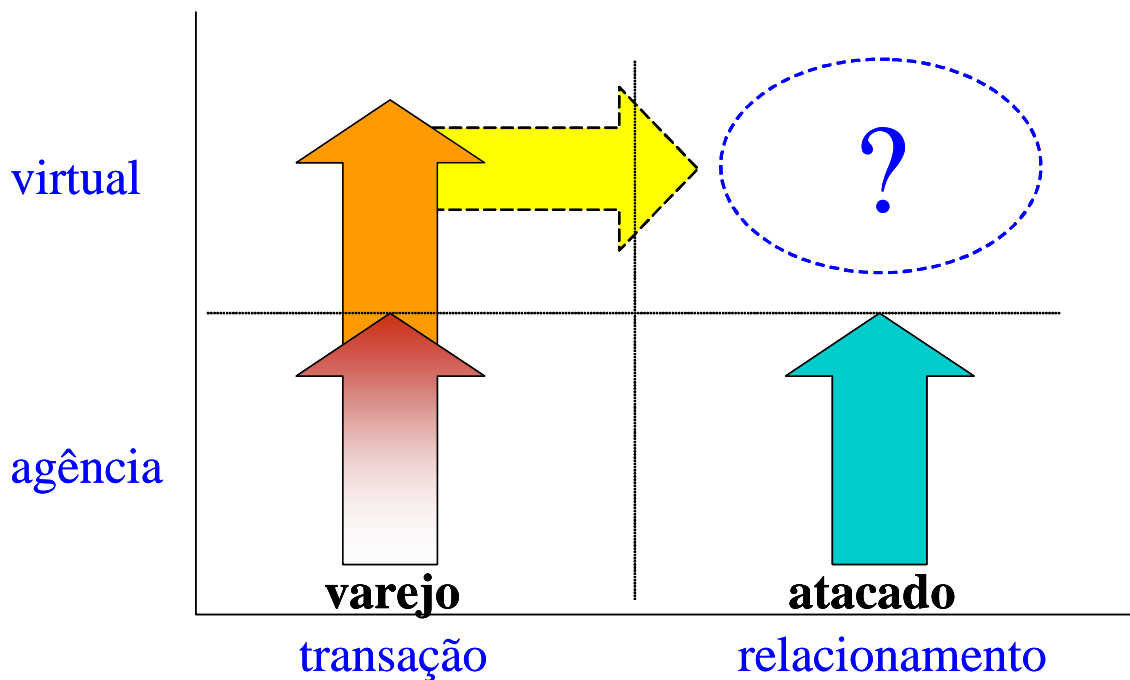 virtual
?
agência
varejo
atacado
transação
relacionamento